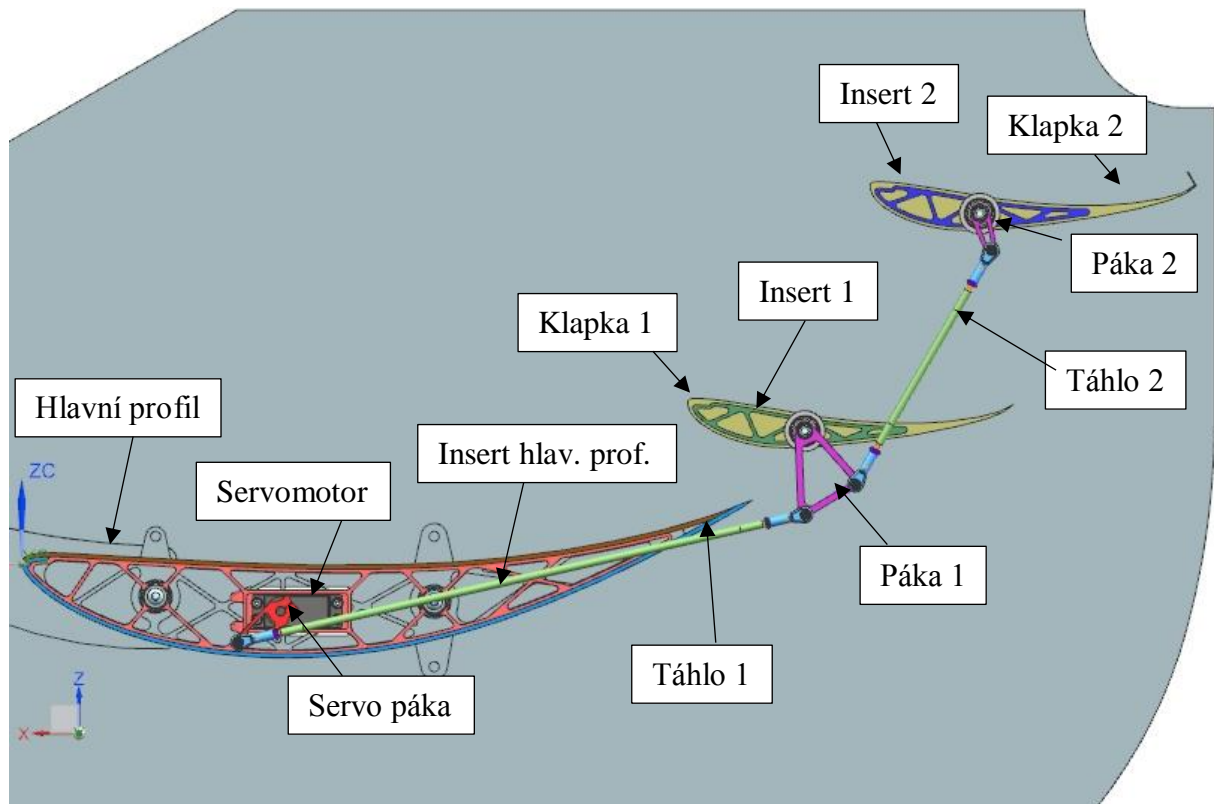 Insert 2
Klapka 2
Páka 2
Insert 1
Klapka 1
Táhlo 2
Hlavní profil
Insert hlav. prof.
ZC
Servomotor
Páka 1
Táhlo 1
Servo páka
Z
X